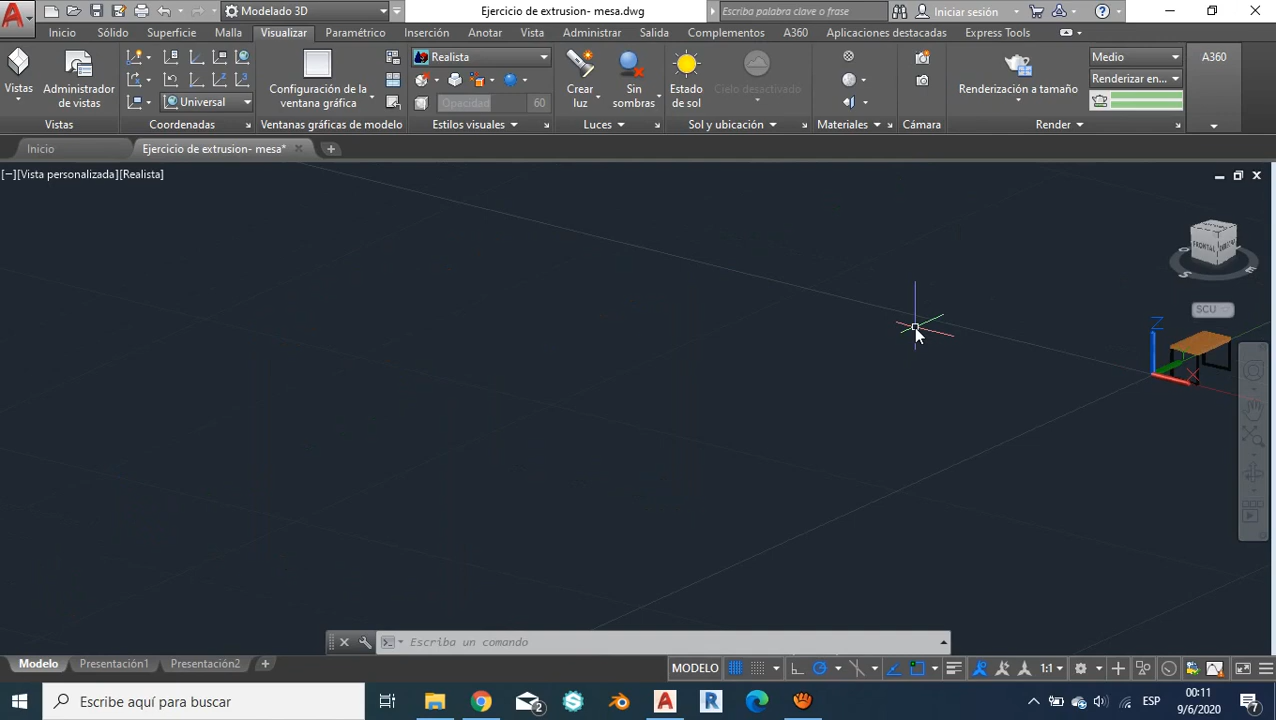 Modelado 3D
Ejercicio de extrusion- mesa.dwg
Escriba palabra clave o frase
Iniciar sesión
Inicio
Sólido
Superficie
Malla
Visualizar
Paramétrico
Inserción
Anotar
Vista
Administrar
Salida
Complementos
A360
Aplicaciones destacadas
Express Tools
Vistas
Administrador
de vistas
Universal
Configuración de la
ventana gráfica
Realista
Opacidad
60
Crear
luz
Sin
sombras
Estado
de sol
Cielo desactivado
Renderización a tamaño
Medio
Renderizar en...
A360
Vistas
Coordenadas
Ventanas gráficas de modelo
Estilos visuales
Luces
Sol y ubicación
Materiales
Cámara
Render
Inicio
Ejercicio de extrusion- mesa*
[−][Vista personalizada][Realista]
FRONTAL
O
S
E
SCU
Z
X
Escriba un comando
Modelo
Presentación1
Presentación2
MODELO
1:1
Escribe aquí para buscar
2
ESP
00:11
9/6/2020
7